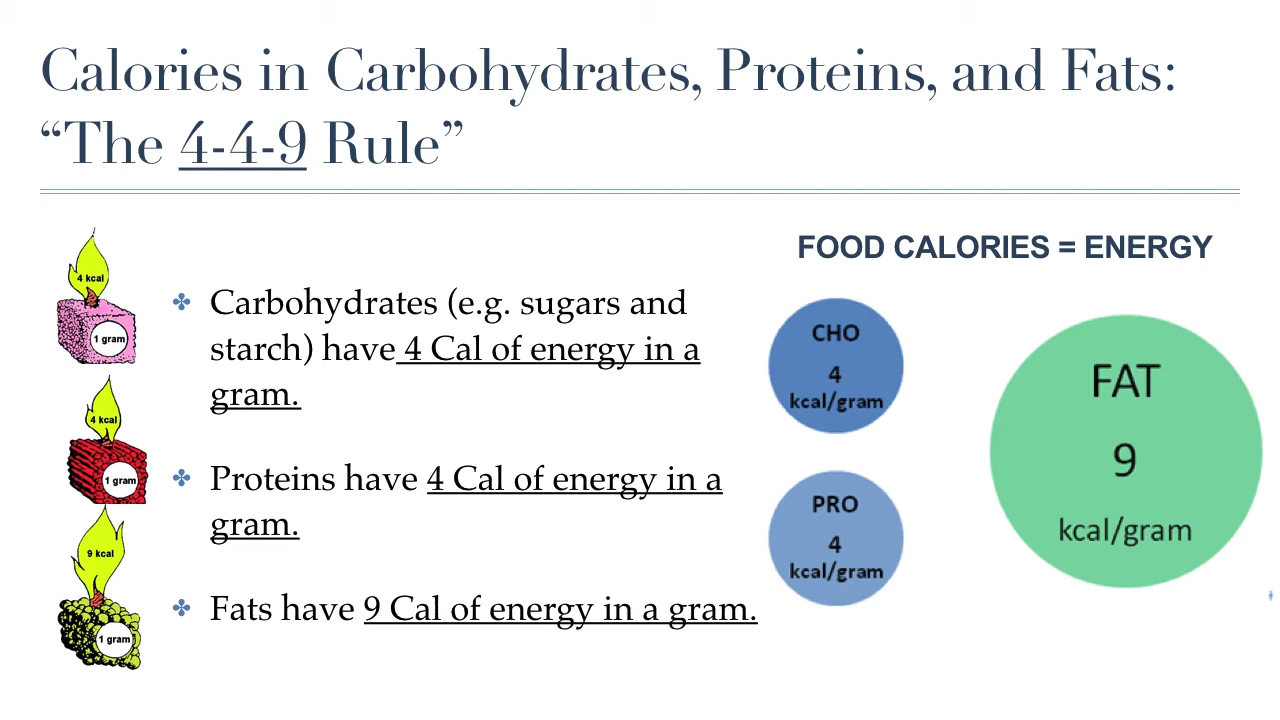 Calories in Carbohydrates, Proteins, and Fats:
“The 4-4-9 Rule”
4 kcal
1 gram
4 kcal
1 gram
9 kcal
1 gram
Carbohydrates (e.g. sugars and
starch) have 4 Cal of energy in a
gram.
Proteins have 4 Cal of energy in a
gram.
Fats have 9 Cal of energy in a gram.
FOOD CALORIES = ENERGY
CHO
4
kcal/gram
PRO
4
kcal/gram
FAT
9
kcal/gram